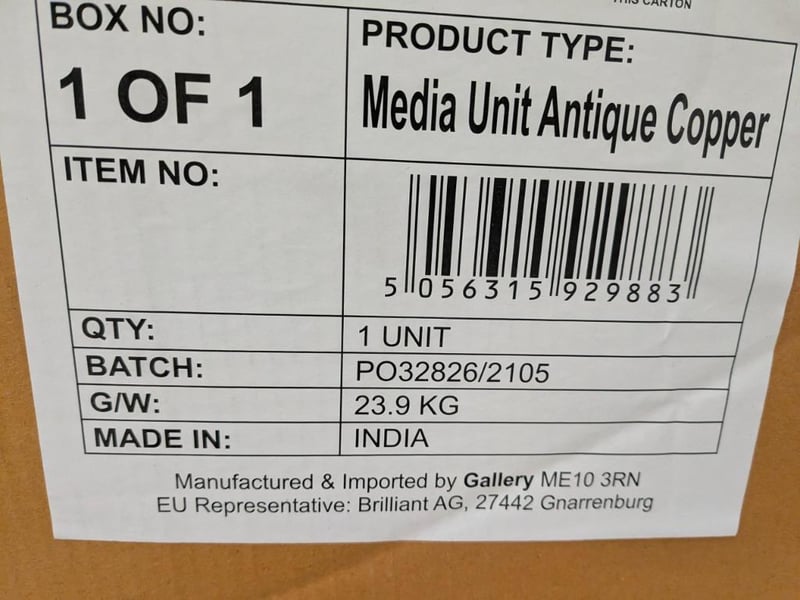 THIS CARTON
BOX NO:
1 OF 1
PRODUCT TYPE:
Media Unit Antique Copper
ITEM NO:
5 056315 929883
QTY:
1 UNIT
BATCH:
PO32826/2105
G/W:
23.9 KG
MADE IN:
INDIA
Manufactured & Imported by Gallery ME10 3RN
EU Representative: Brilliant AG, 27442 Gnarrenburg